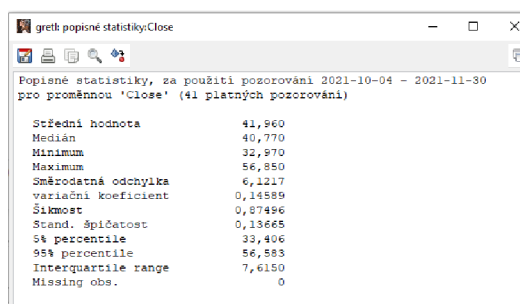 gretl: popisné statistiky:Close
Popisné statistiky, za použití pozorování 2021-10-04 - 2021-11-30
pro proměnnou 'Close' (41 platných pozorování)
Střední hodnota 41,960
Medián 40,770
Minimum 32,970
Maximum 56,850
Směrodatná odchylka 6,1217
variační koeficient 0,14589
Šikmost 0,87496
Stand. špičatost 0,13665
5% percentile 33,406
95% percentile 56,583
Interquartile range 7,6150
Missing obs. 0